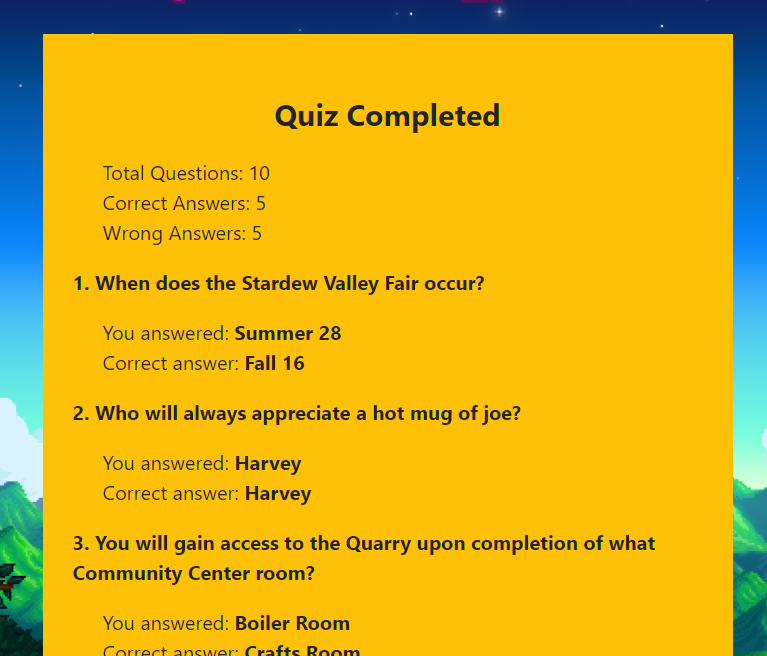 Quiz Completed
Total Questions: 10
Correct Answers: 5
Wrong Answers: 5
1. When does the Stardew Valley Fair occur?
You answered: Summer 28
Correct answer: Fall 16
2. Who will always appreciate a hot mug of joe?
You answered: Harvey
Correct answer: Harvey
3. You will gain access to the Quarry upon completion of what
Community Center room?
You answered: Boiler Room
Correct answer: Crafts Room